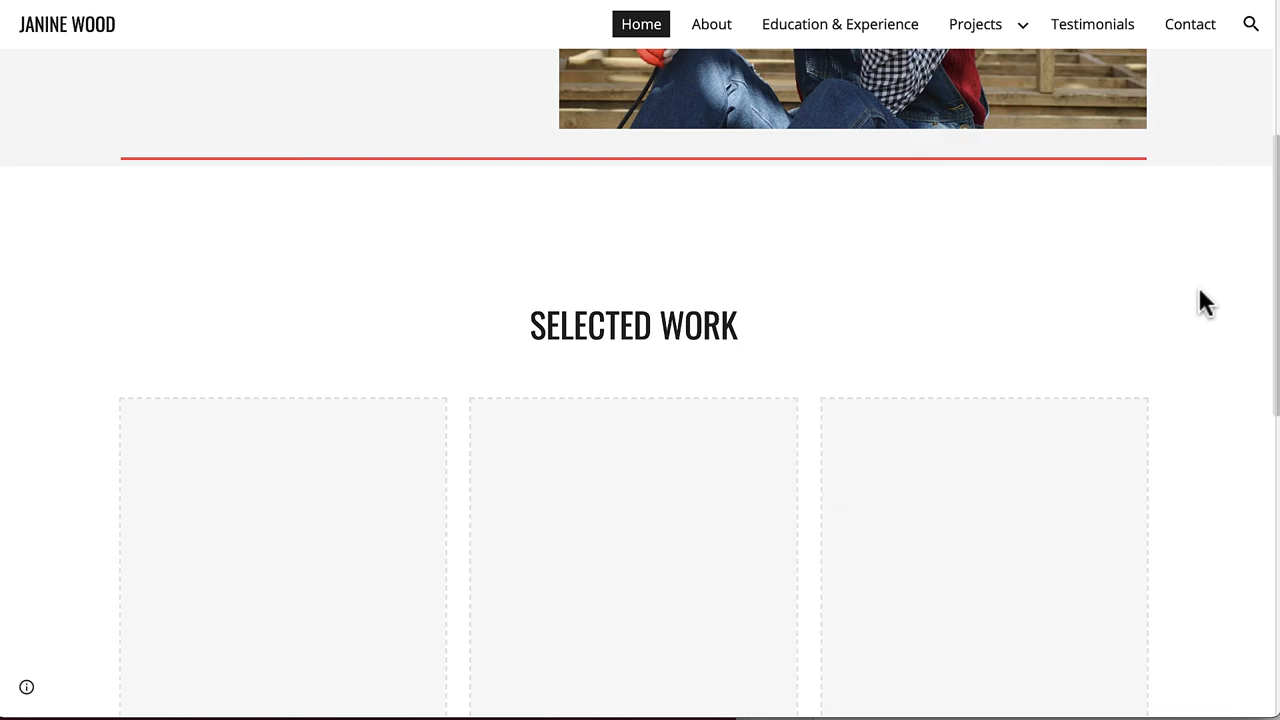 JANINE WOOD
Home About Education & Experience Projects Testimonials Contact
SELECTED WORK